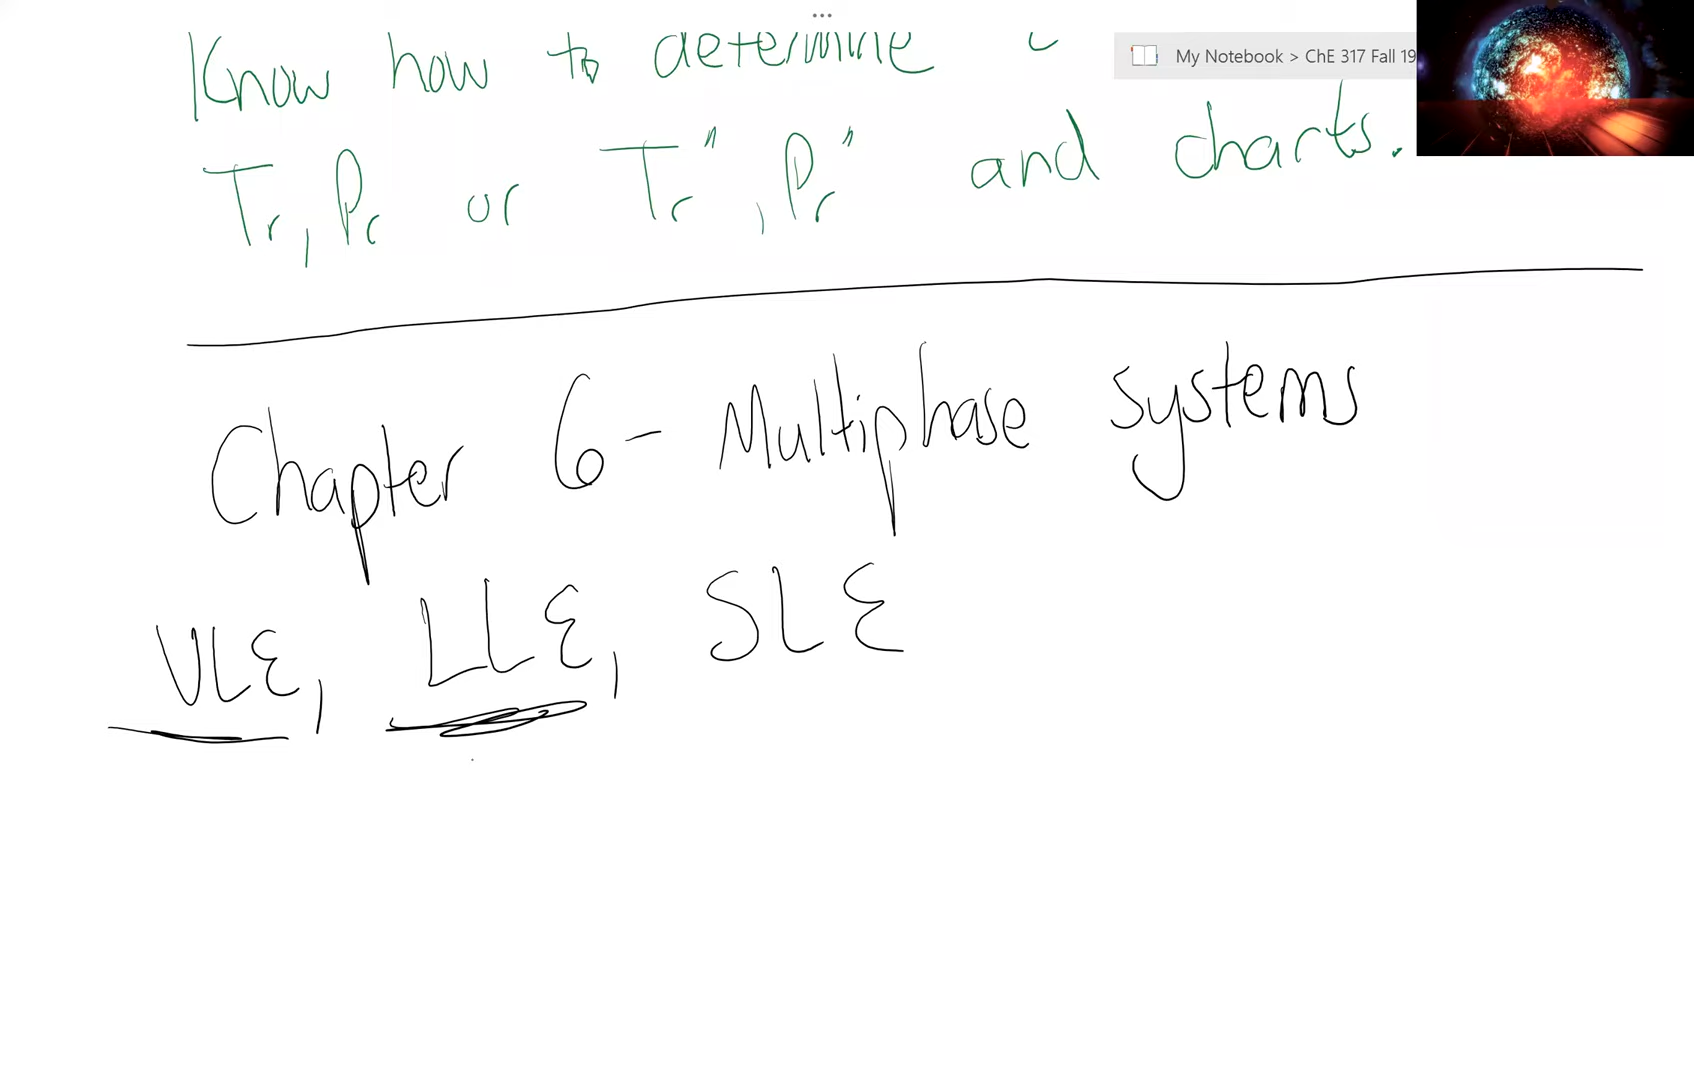 Know how to determine
My Notebook > ChE 317 Fall 19
Tr, Pr or Tr", Pr" and charts.
Chapter 6 - Multiphase systems
VLE, LLE, SLE